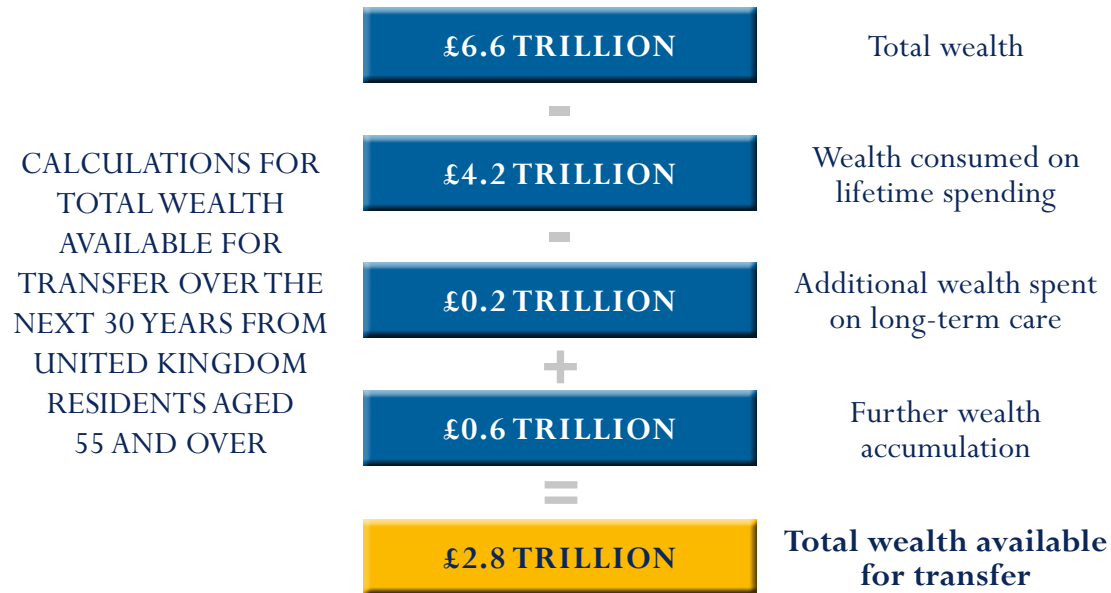 CALCULATIONS FOR
TOTAL WEALTH
AVAILABLE FOR
TRANSFER OVER THE
NEXT 30 YEARS FROM
UNITED KINGDOM
RESIDENTS AGED
55 AND OVER
£6.6 TRILLION
Total wealth
-
£4.2 TRILLION
Wealth consumed on
lifetime spending
-
£0.2 TRILLION
Additional wealth spent
on long-term care
+
£0.6 TRILLION
Further wealth
accumulation
=
£2.8 TRILLION
Total wealth available
for transfer